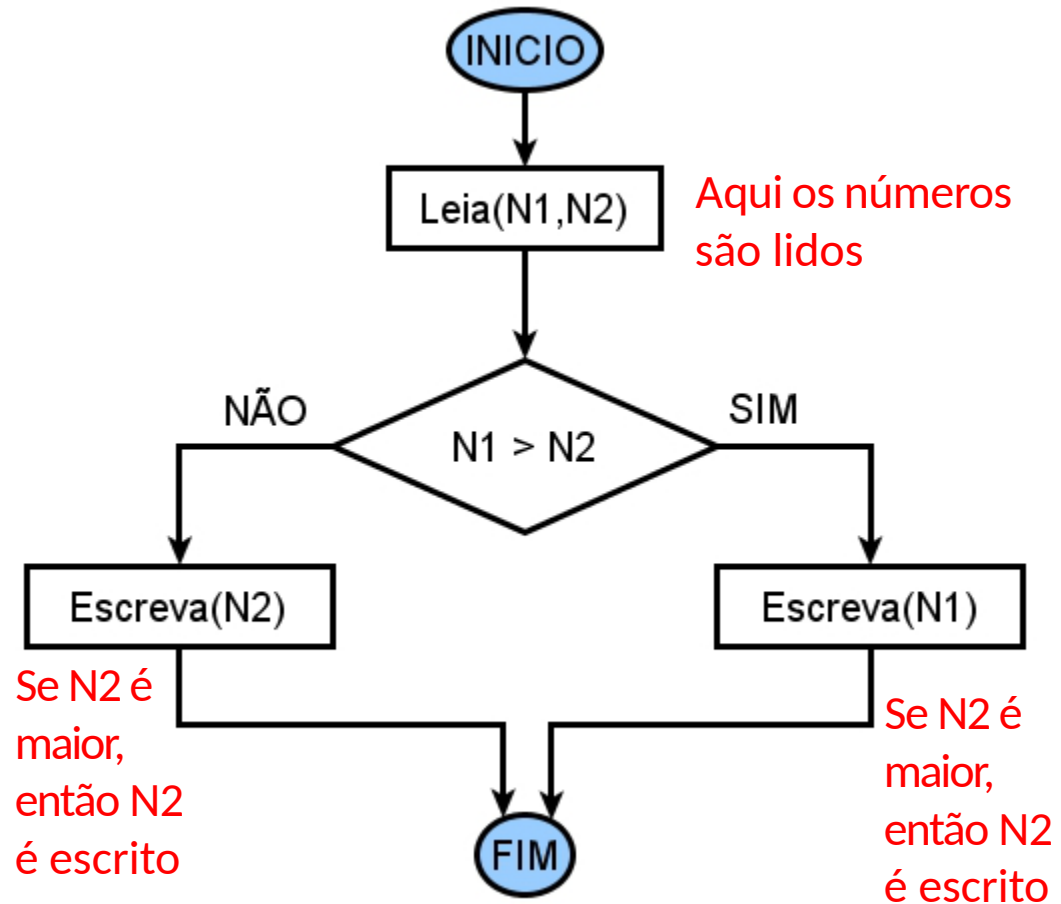 INICIO
Leia(N1,N2)
Aqui os números
são lidos
NÃO
SIM
N1 > N2
Escreva(N2)
Escreva(N1)
Se N2 é
maior,
então N2
é escrito
Se N2 é
maior,
então N2
é escrito
FIM